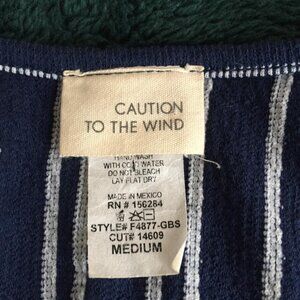 CAUTION
TO THE WIND
HAND WASH
WITH COLD WATER
DO NOT BLEACH
LAY FLAT DRY
MADE IN MEXICO
RN # 156284
STYLE# F4877-GBS
CUT# 14609
MEDIUM